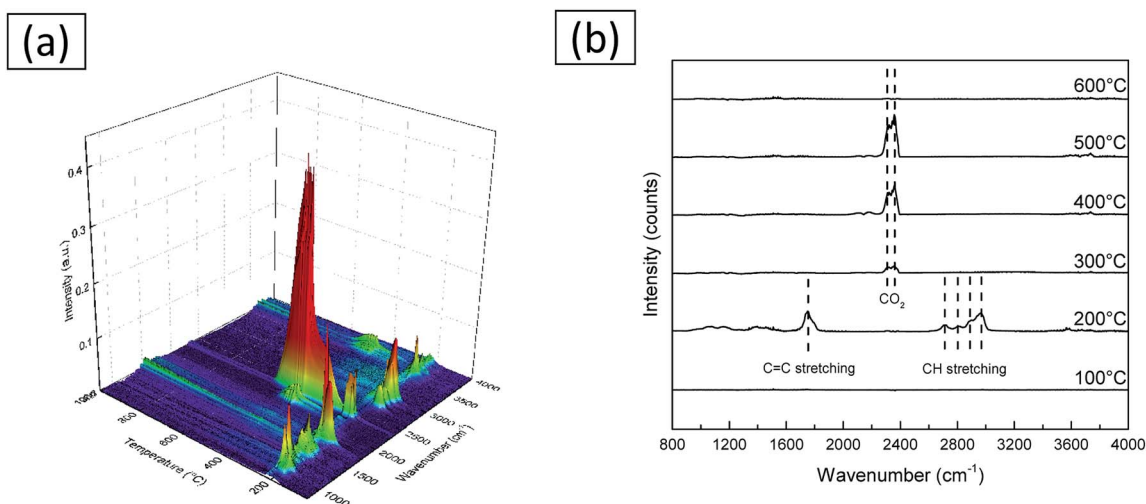 (a)
0.4
0.3
0.2
0.1
Intensity (a.u.)
800
600
400
200
Temperature (°C)
1000
1500
2000
2500
3000
3500
4000
Wavenumber (cm⁻¹)
(b)
600°C
500°C
400°C
300°C
CO₂
200°C
C=C stretching
CH stretching
100°C
Intensity (counts)
800 1200 1600 2000 2400 2800 3200 3600 4000
Wavenumber (cm⁻¹)